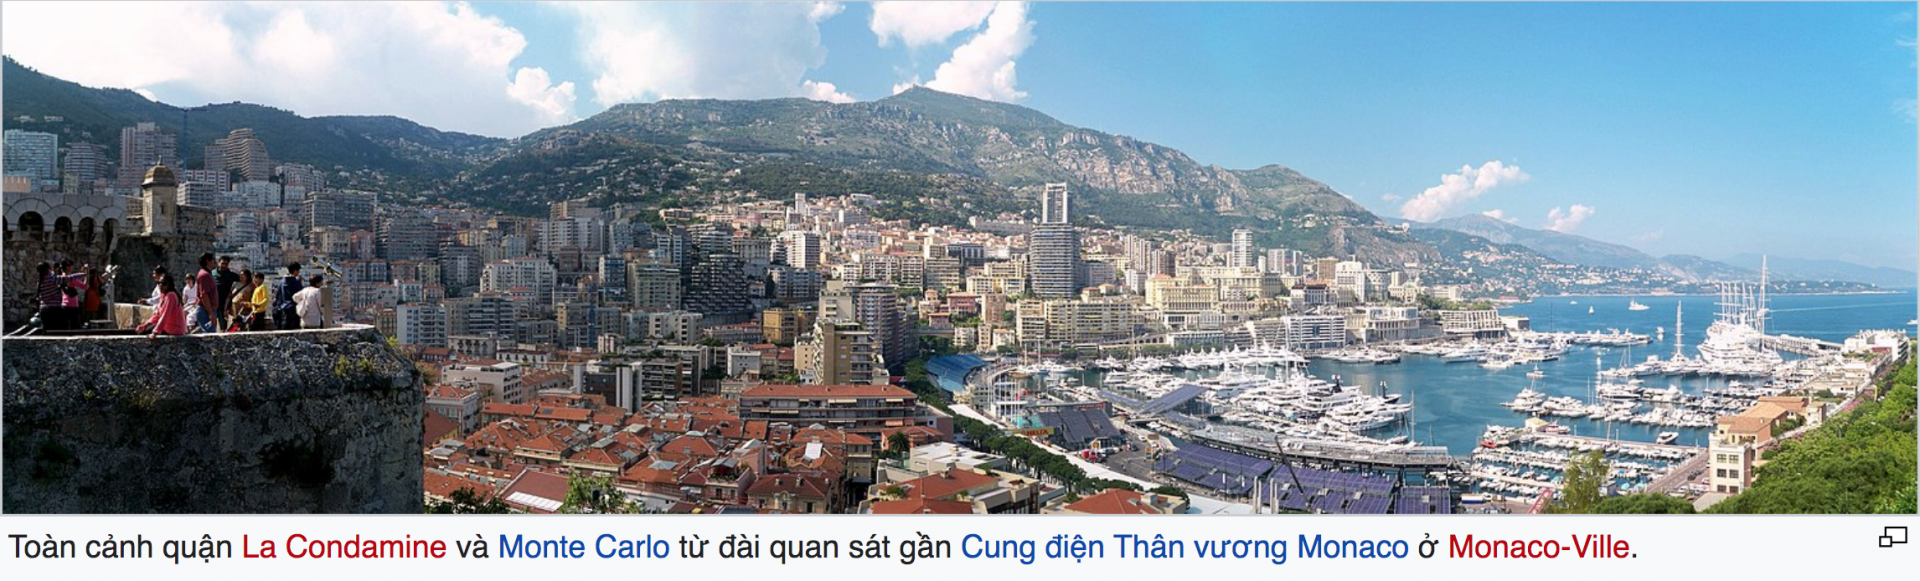 Toàn cảnh quận La Condamine và Monte Carlo từ đài quan sát gần Cung điện Thân vương Monaco ở Monaco-Ville.